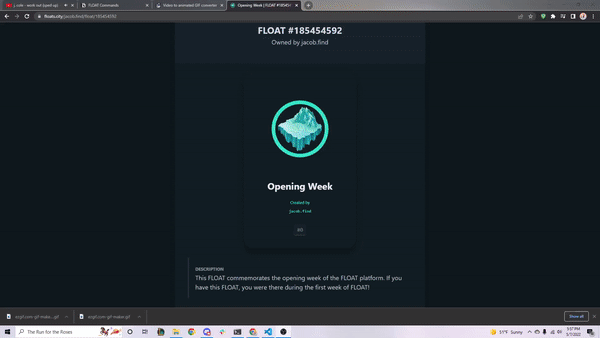 j. cole - work out (sped up)
FLOAT Commands
Video to animated GIF converter
Opening Week | FLOAT #18545
floats.city/jacob.find/float/185454592
FLOAT #185454592
Owned by jacob.find
Opening Week
Created by
jacob.find
#0
DESCRIPTION
This FLOAT commemorates the opening week of the FLOAT platform. If you
have this FLOAT, you were there during the first week of FLOAT!
ezgif.com-gif-make....gif
ezgif.com-gif-maker.gif
Show all
The Run for the Roses
51°F Sunny
5:57 PM
5/7/2022